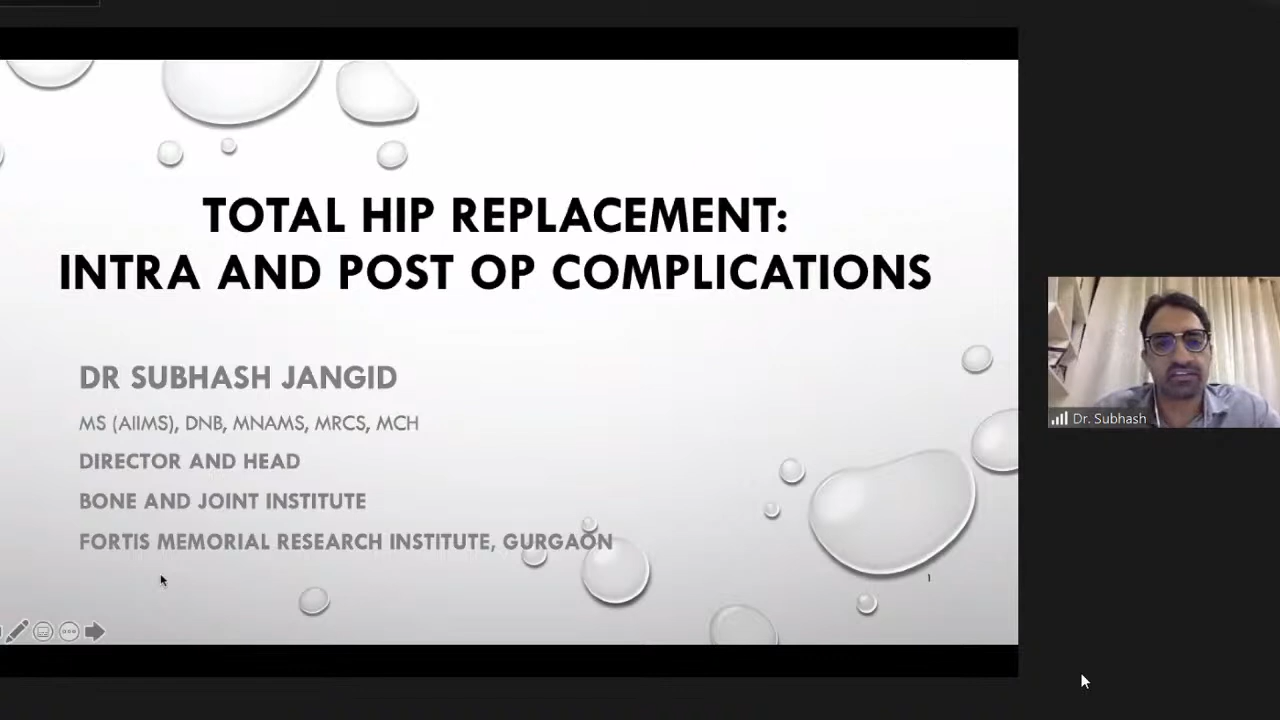 TOTAL HIP REPLACEMENT:
INTRA AND POST OP COMPLICATIONS
DR SUBHASH JANGID
MS (AIIMS), DNB, MNAMS, MRCS, MCH
DIRECTOR AND HEAD
BONE AND JOINT INSTITUTE
FORTIS MEMORIAL RESEARCH INSTITUTE, GURGAON
1
Dr. Subhash